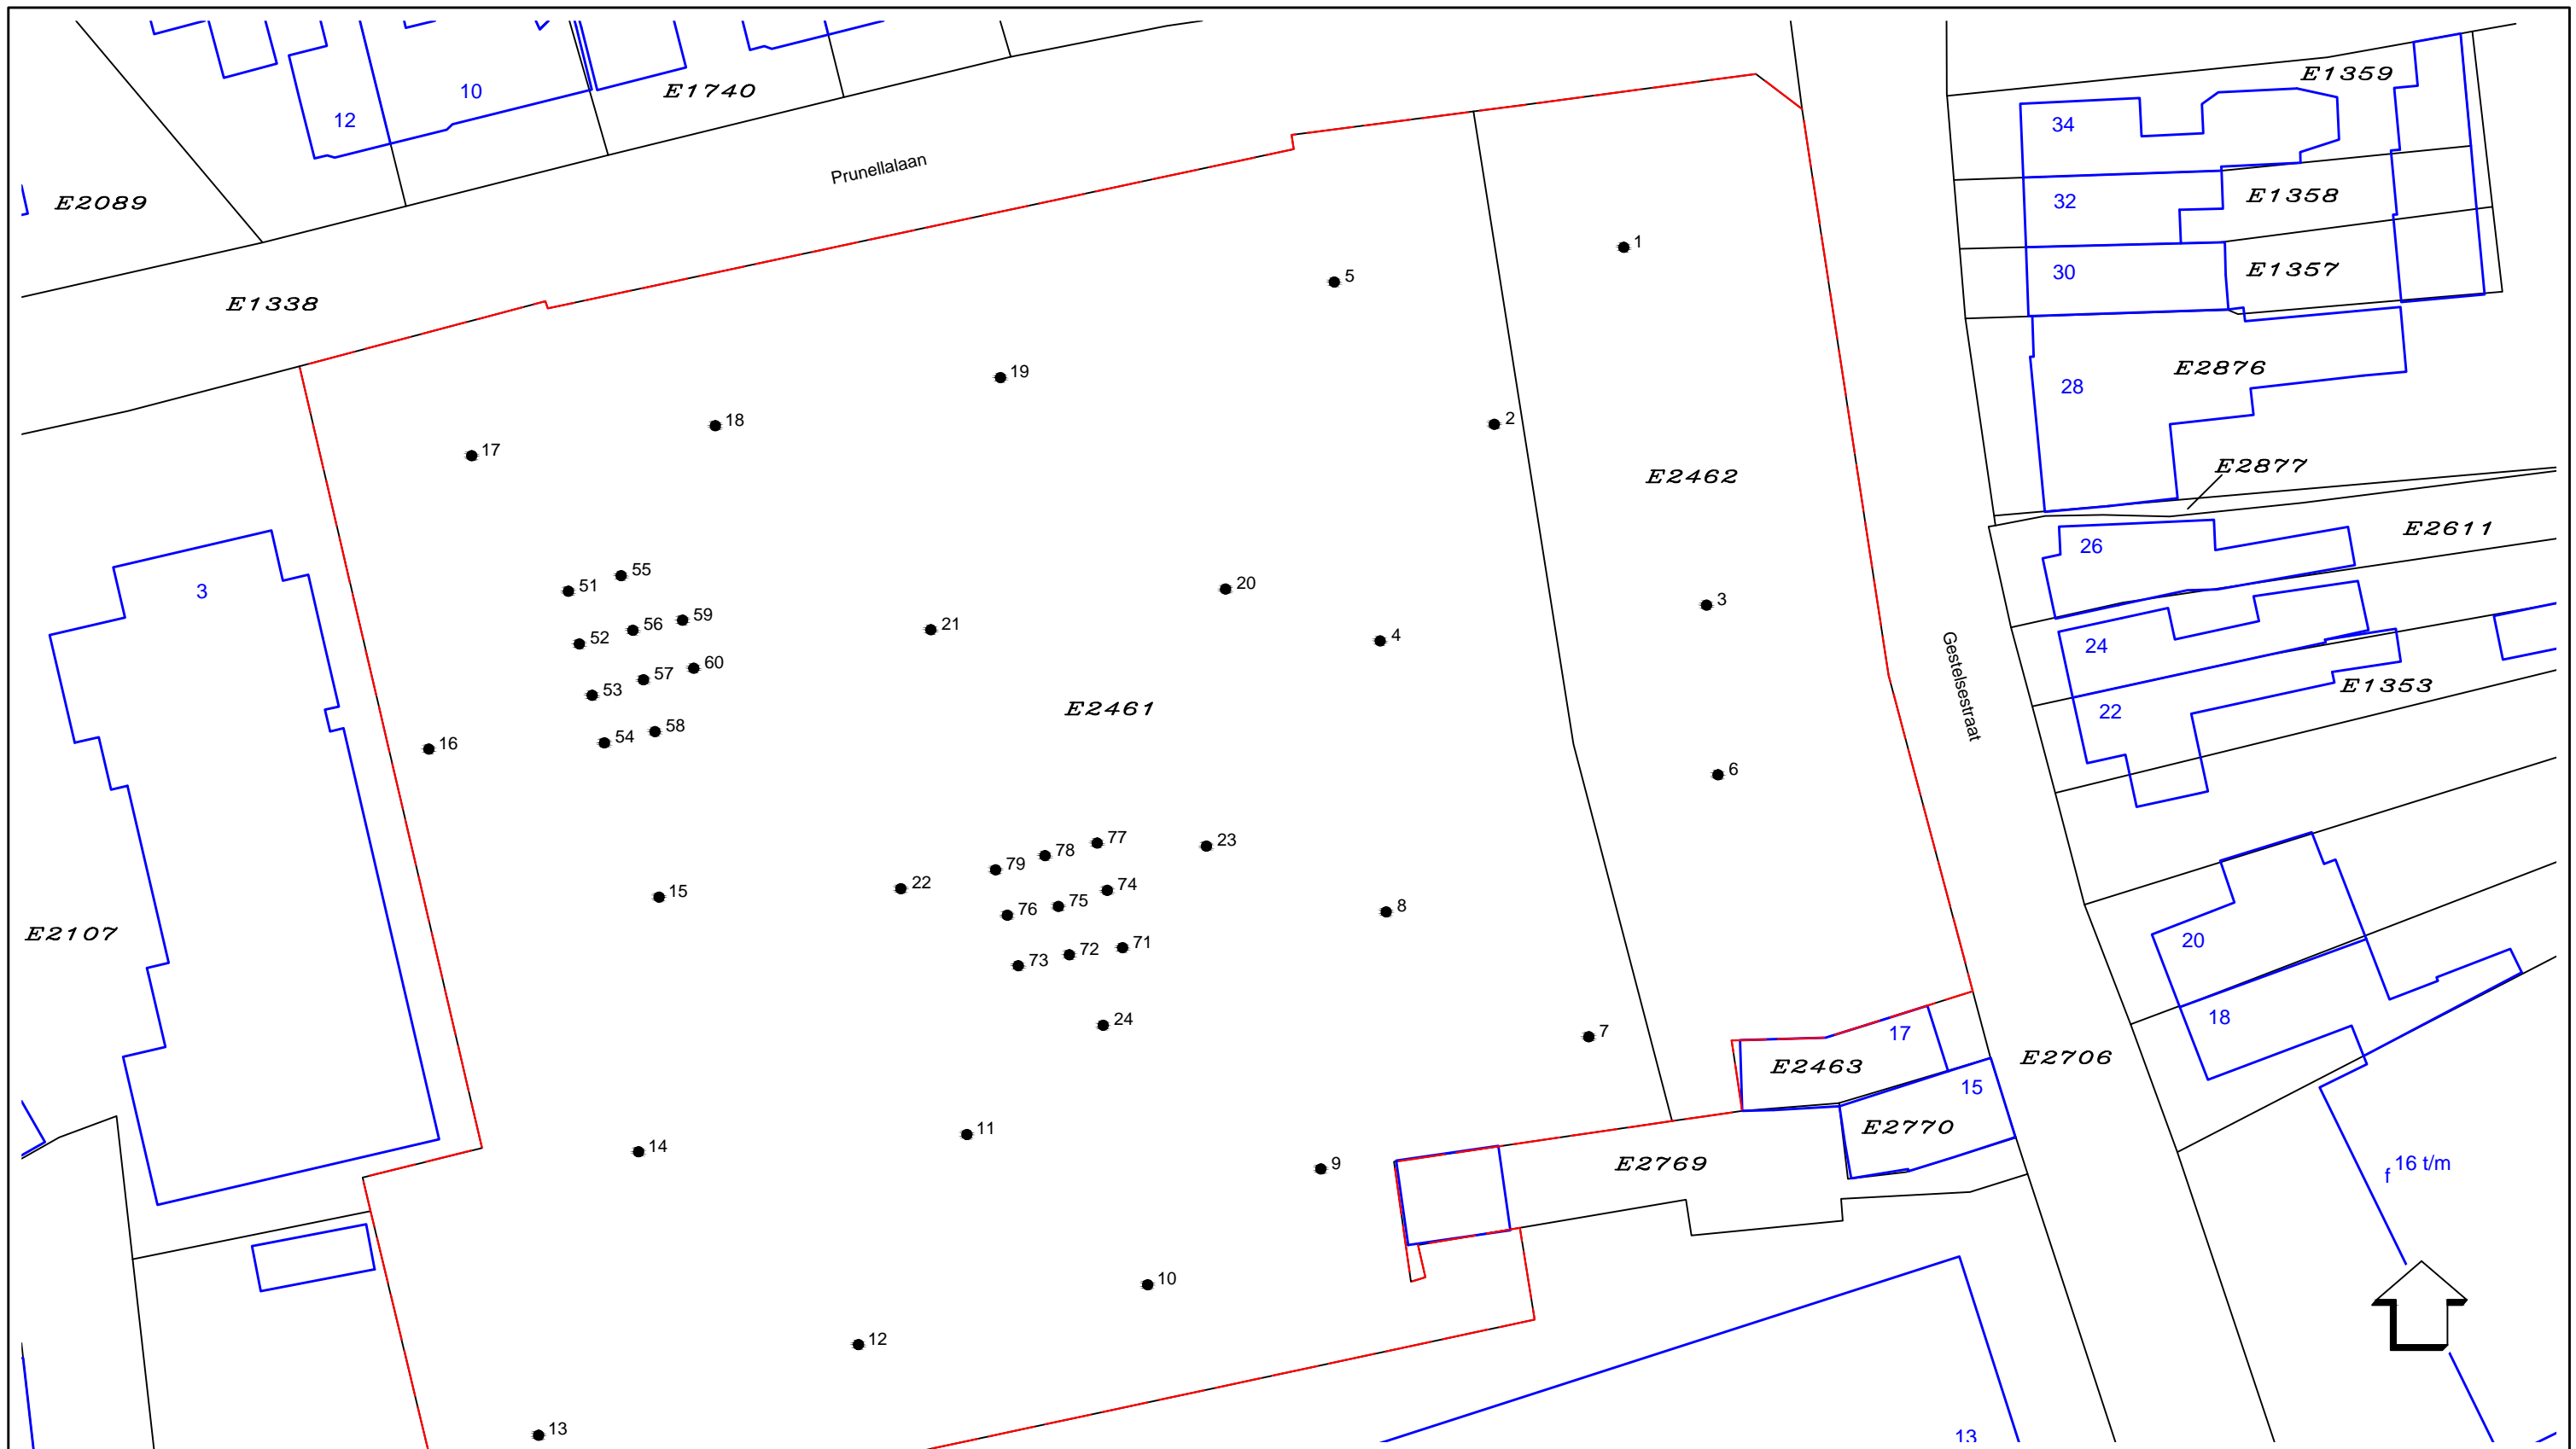 E1359
E1740
10
12
34
Prunellalaan
E2089
E1358
32
1
E1357
30
5
E1338
E2876
19
28
18
2
17
E2877
E2462
E2611
26
55
51
20
3
59
56
52
21
4
24
3
Gestelsestraat
60
57
53
E1353
E2461
22
58
54
16
6
77
78
79
23
15
22
74
75
76
8
E2107
71
72
73
20
24
18
7
17
E2463
E2706
15
11
E2770
14
9
E2769
f 16 t/m
10
12
13
13